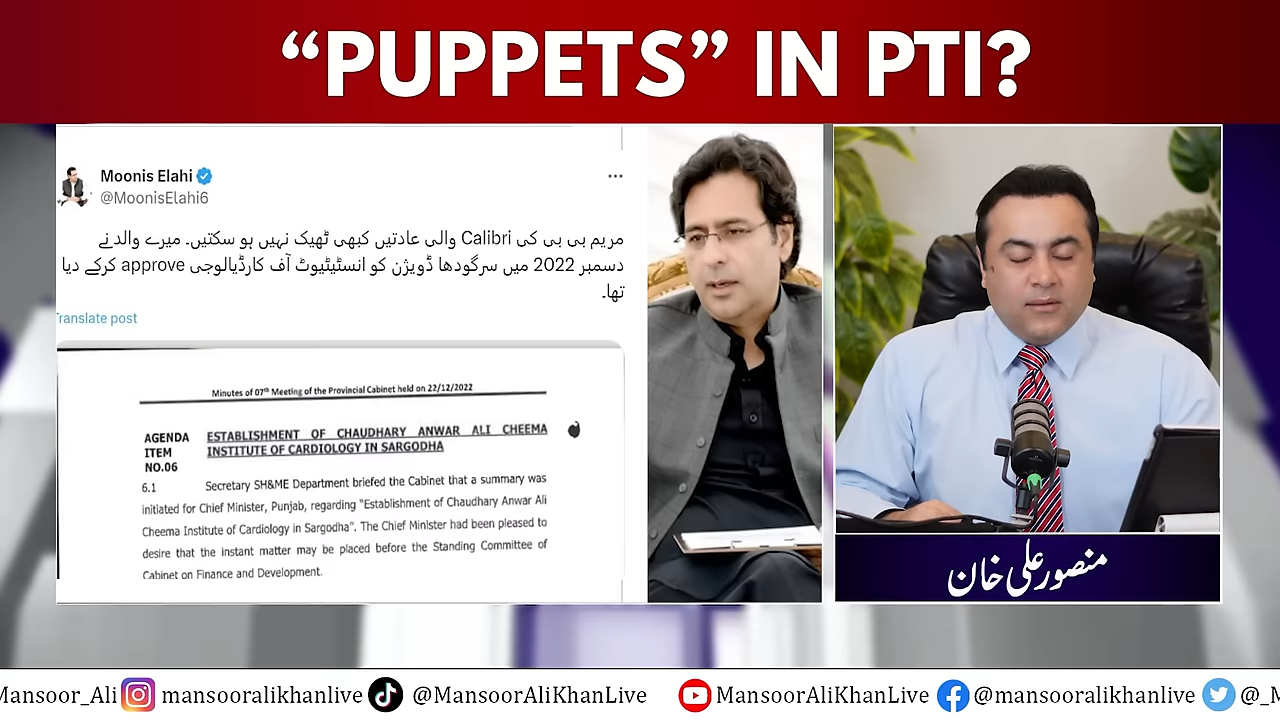 “PUPPETS” IN PTI?
Moonis Elahi
@MoonisElahi6
مریم بی بی کی Calibri والی عادتیں کبھی ٹھیک نہیں ہو سکتیں۔ میرے والد نے
دسمبر 2022 میں سرگودھا ڈویژن کو انسٹیٹیوٹ آف کارڈیالوجی approve کرکے دیا
تھا۔
Translate post
Minutes of 07th Meeting of the Provincial Cabinet held on 22/12/2022
AGENDA
ITEM
NO.06
ESTABLISHMENT OF CHAUDHARY ANWAR ALI CHEEMA
INSTITUTE OF CARDIOLOGY IN SARGODHA
6.1 Secretary SH&ME Department briefed the Cabinet that a summary was
initiated for Chief Minister, Punjab, regarding “Establishment of Chaudhary Anwar Ali
Cheema Institute of Cardiology in Sargodha”. The Chief Minister had been pleased to
desire that the instant matter may be placed before the Standing Committee of
Cabinet on Finance and Development.
منصور علی خان
Mansoor_Ali mansooralikhanlive @MansoorAliKhanLive MansoorAliKhanLive @mansooralikhanlive @_M